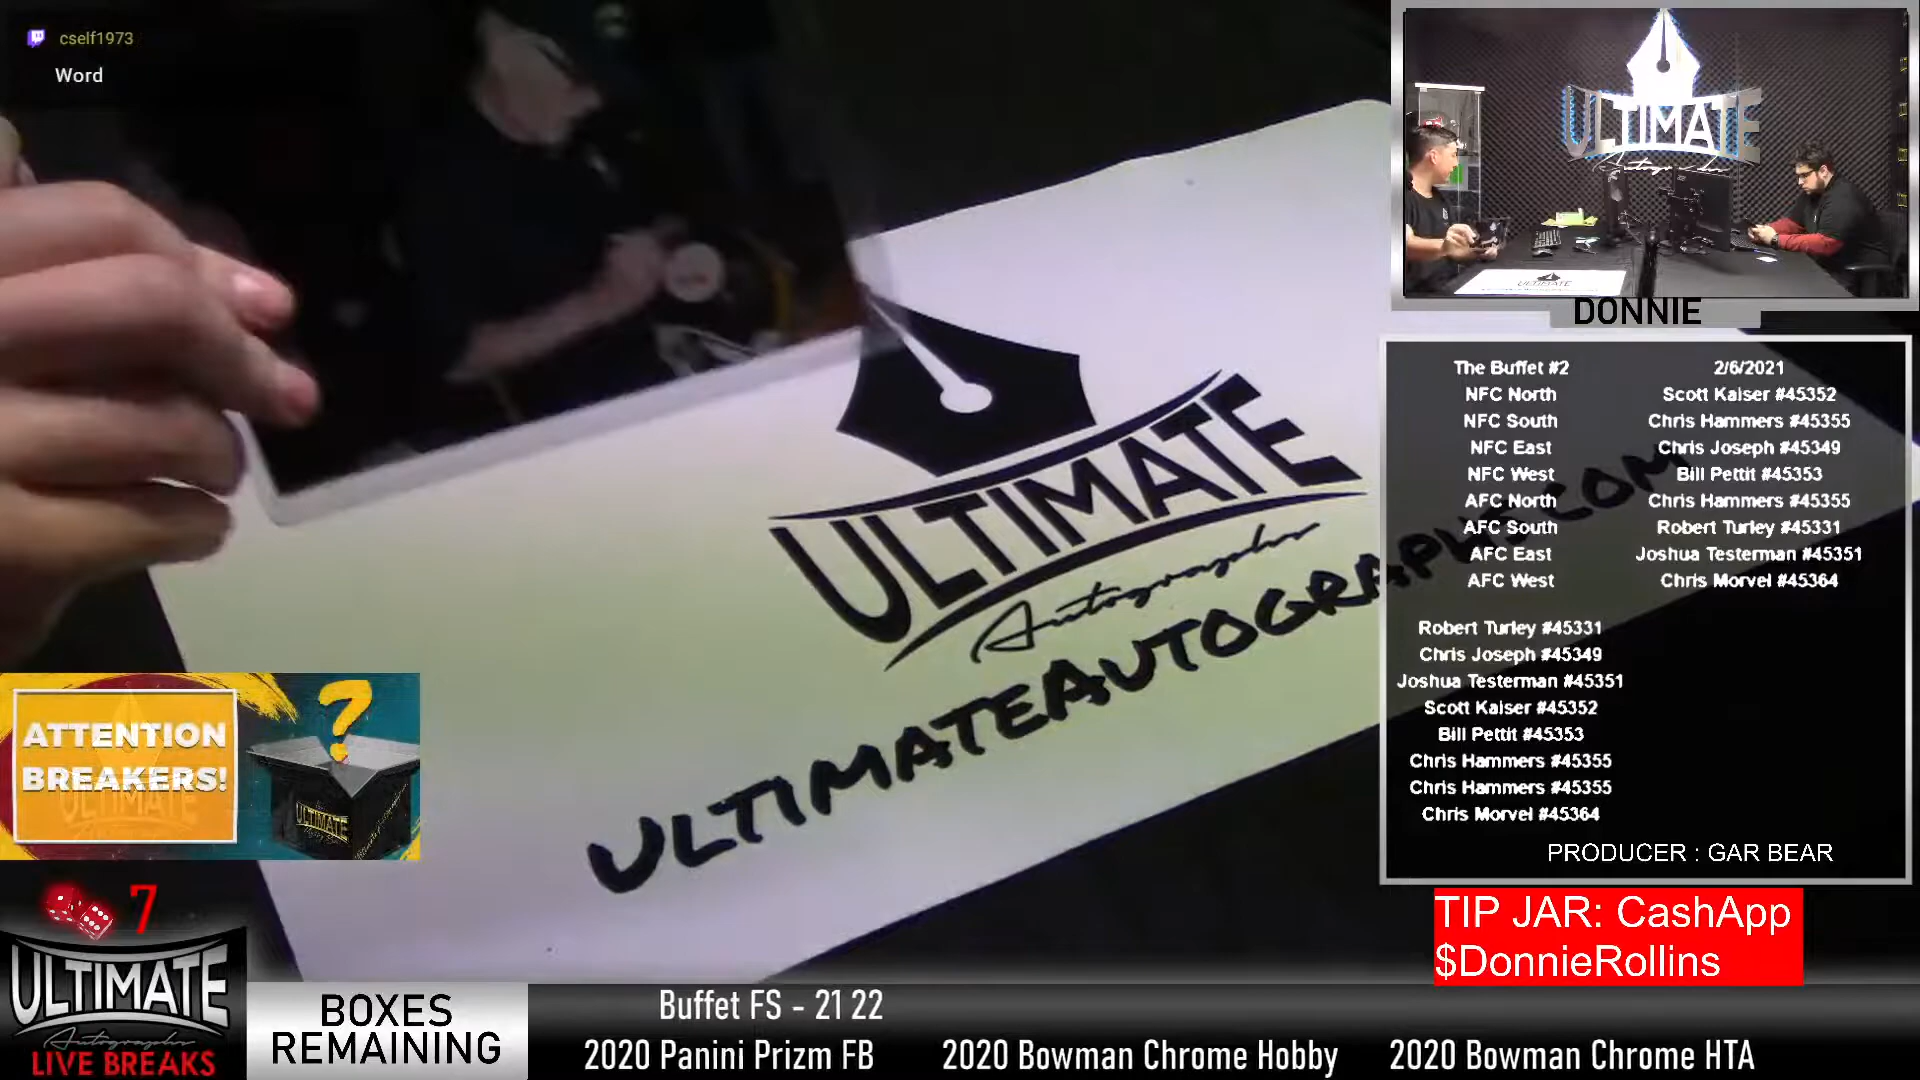 cself1973
Word
ULTIMATE
Autographs
DONNIE
The Buffet #2 2/6/2021
NFC North Scott Kaiser #45352
NFC South Chris Hammers #45355
NFC East Chris Joseph #45349
NFC West Bill Pettit #45353
AFC North Chris Hammers #45355
AFC South Robert Turley #45331
AFC East Joshua Testerman #45351
AFC West Chris Morvel #45364
Robert Turley #45331
Chris Joseph #45349
Joshua Testerman #45351
Scott Kaiser #45352
Bill Pettit #45353
Chris Hammers #45355
Chris Hammers #45355
Chris Morvel #45364
PRODUCER : GAR BEAR
TIP JAR: CashApp
$DonnieRollins
ULTIMATE
Autographs
ULTIMATEAUTOGRAPHS.COM
ATTENTION
BREAKERS!
ULTIMATE
ULTIMATE
7
ULTIMATE
Autographs
LIVE BREAKS
BOXES
REMAINING
Buffet FS - 21 22
2020 Panini Prizm FB 2020 Bowman Chrome Hobby 2020 Bowman Chrome HTA